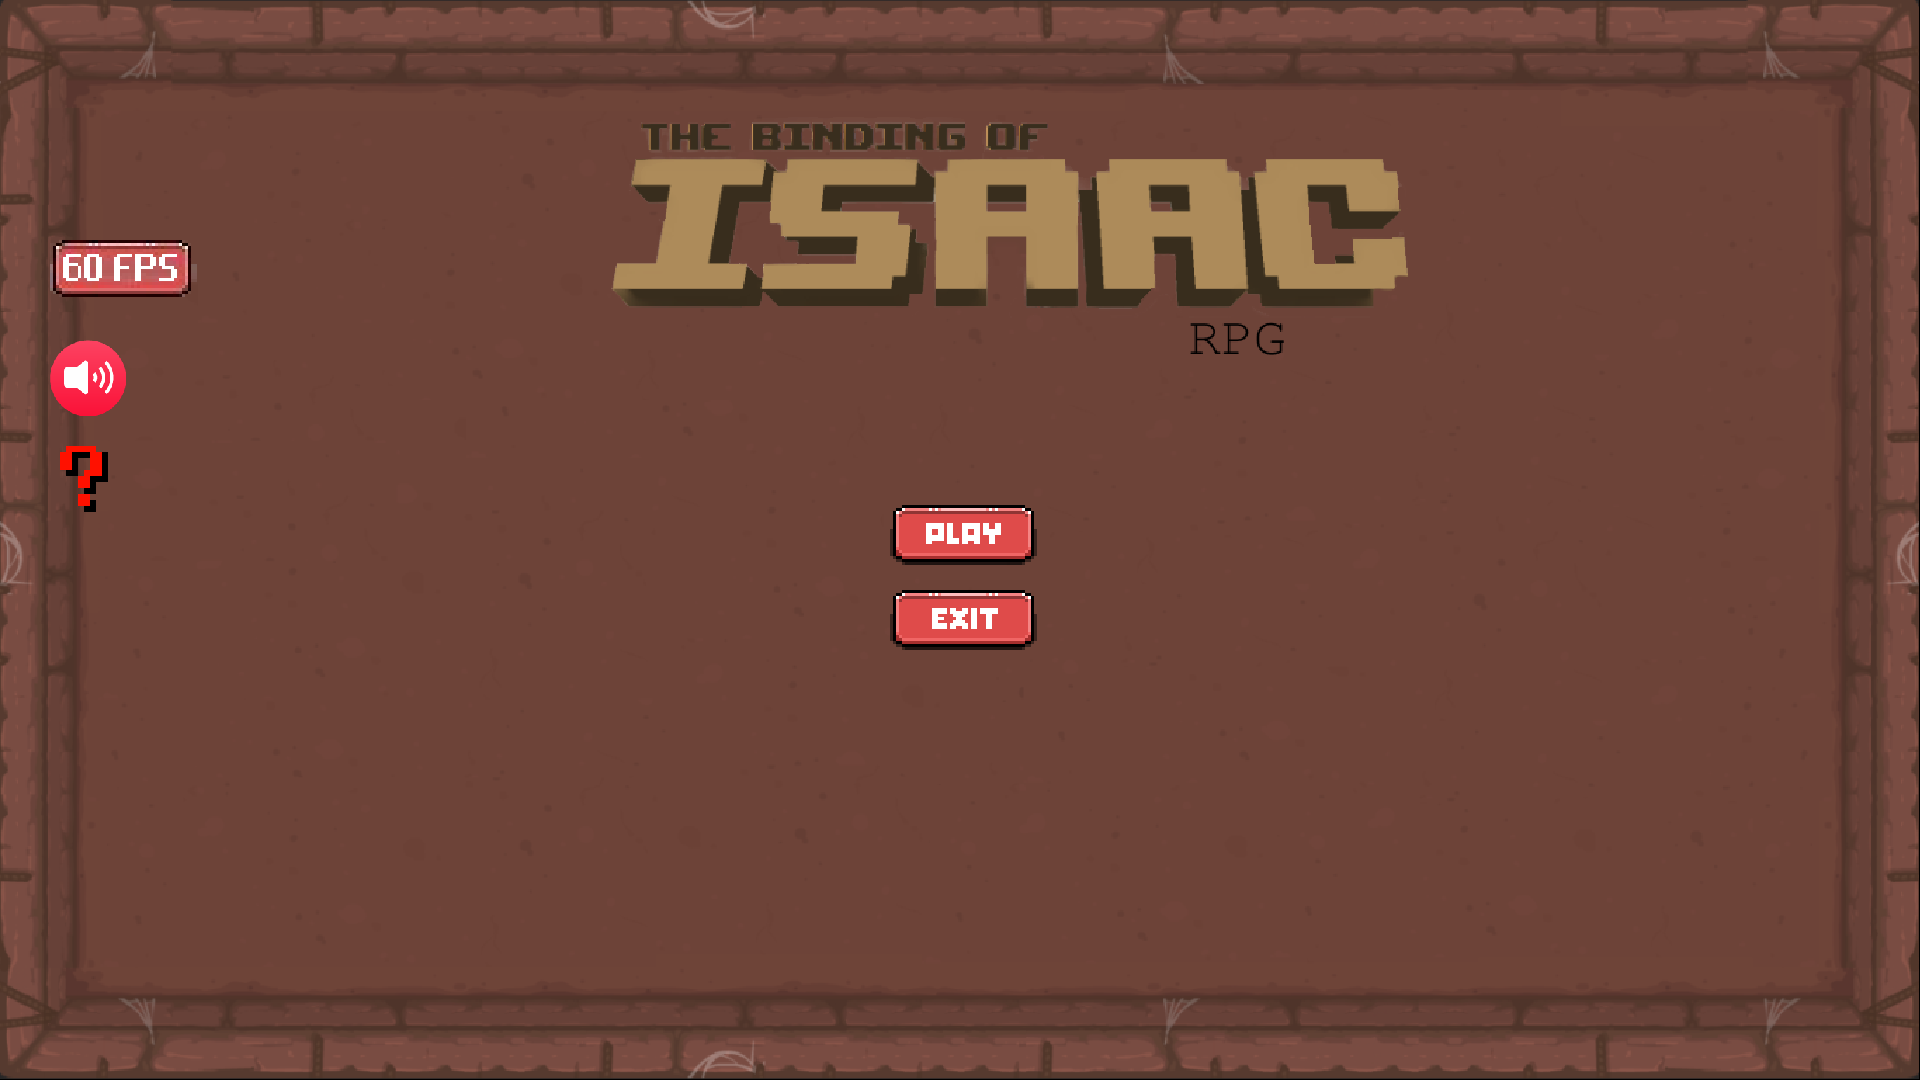 THE BINDING OF
ISAAC
RPG
60 FPS
?
PLAY
EXIT